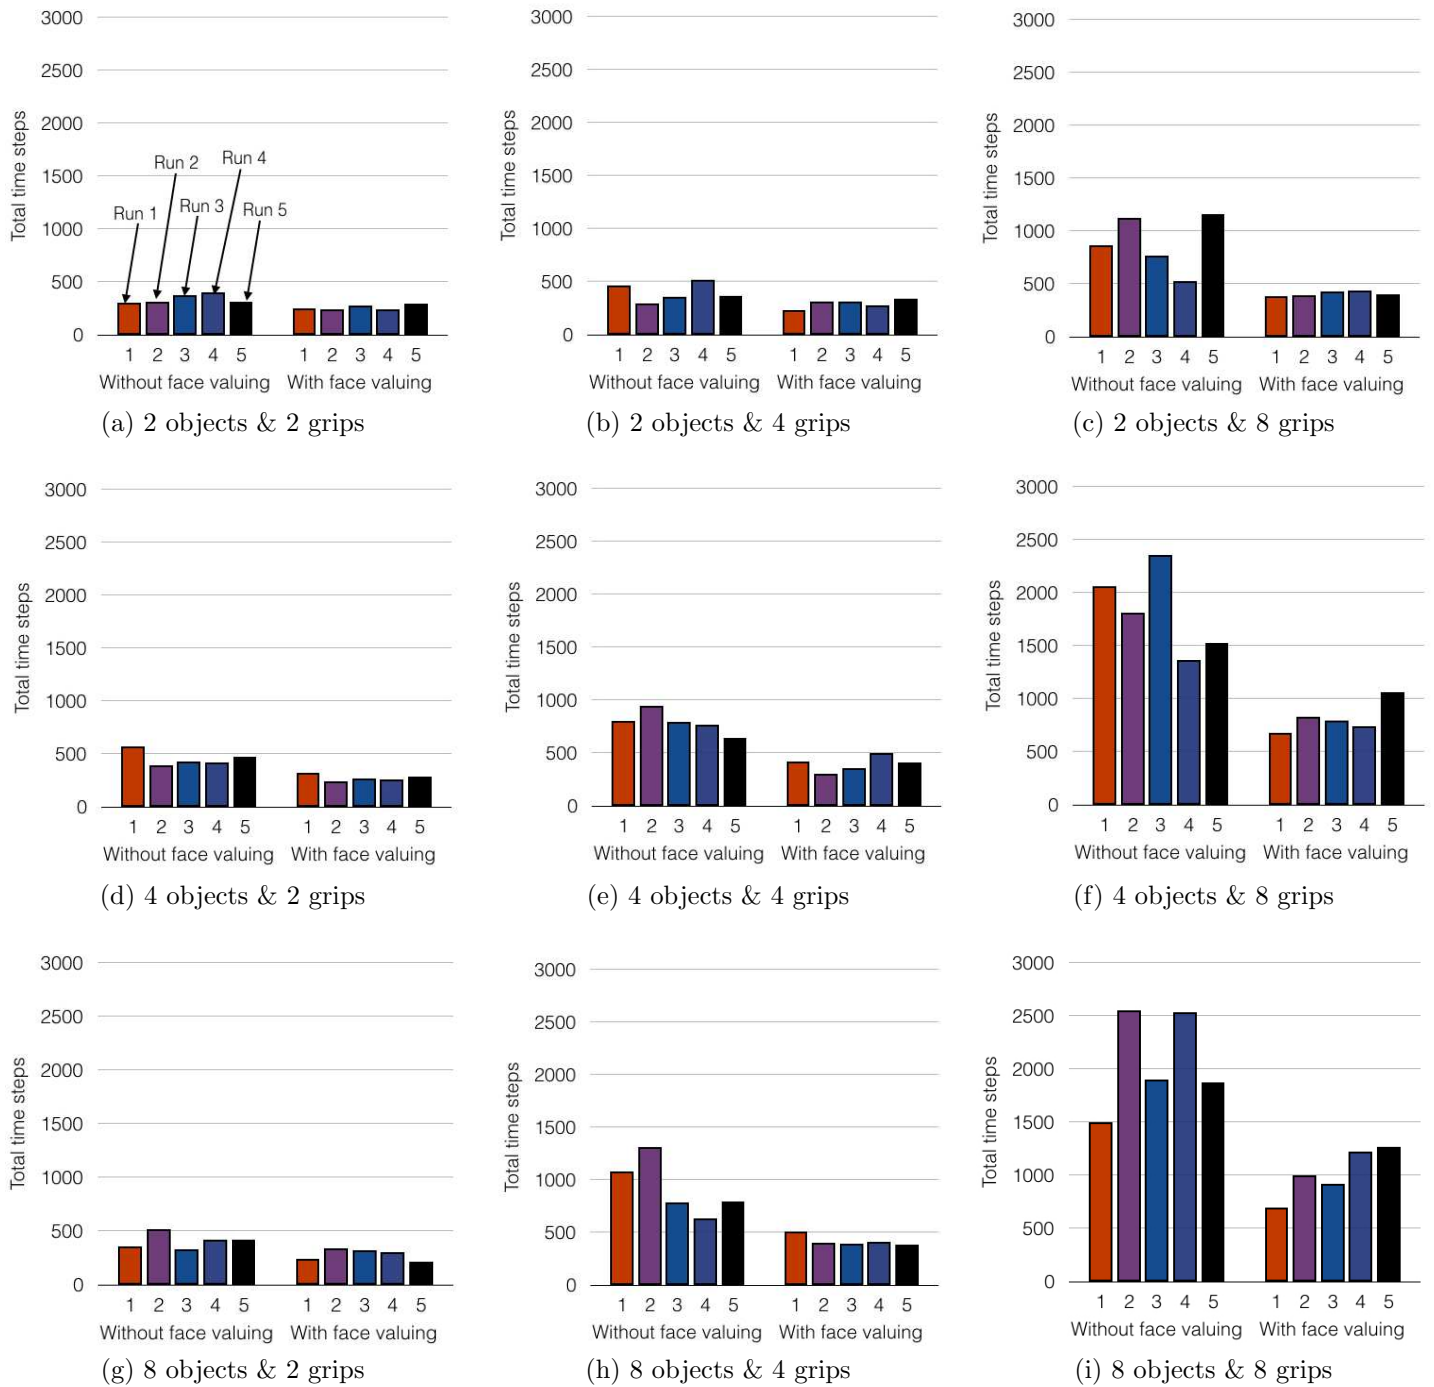 3000
2500
2000
1500
1000
500
0
Total time steps
Run 1
Run 2
Run 3
Run 4
Run 5
1 2 3 4 5 1 2 3 4 5
Without face valuing With face valuing
(a) 2 objects & 2 grips
3000
2500
2000
1500
1000
500
0
Total time steps
1 2 3 4 5 1 2 3 4 5
Without face valuing With face valuing
(b) 2 objects & 4 grips
3000
2500
2000
1500
1000
500
0
Total time steps
1 2 3 4 5 1 2 3 4 5
Without face valuing With face valuing
(c) 2 objects & 8 grips
3000
2500
2000
1500
1000
500
0
Total time steps
1 2 3 4 5 1 2 3 4 5
Without face valuing With face valuing
(d) 4 objects & 2 grips
3000
2500
2000
1500
1000
500
0
Total time steps
1 2 3 4 5 1 2 3 4 5
Without face valuing With face valuing
(e) 4 objects & 4 grips
3000
2500
2000
1500
1000
500
0
Total time steps
1 2 3 4 5 1 2 3 4 5
Without face valuing With face valuing
(f) 4 objects & 8 grips
3000
2500
2000
1500
1000
500
0
Total time steps
1 2 3 4 5 1 2 3 4 5
Without face valuing With face valuing
(g) 8 objects & 2 grips
3000
2500
2000
1500
1000
500
0
Total time steps
1 2 3 4 5 1 2 3 4 5
Without face valuing With face valuing
(h) 8 objects & 4 grips
3000
2500
2000
1500
1000
500
0
Total time steps
1 2 3 4 5 1 2 3 4 5
Without face valuing With face valuing
(i) 8 objects & 8 grips